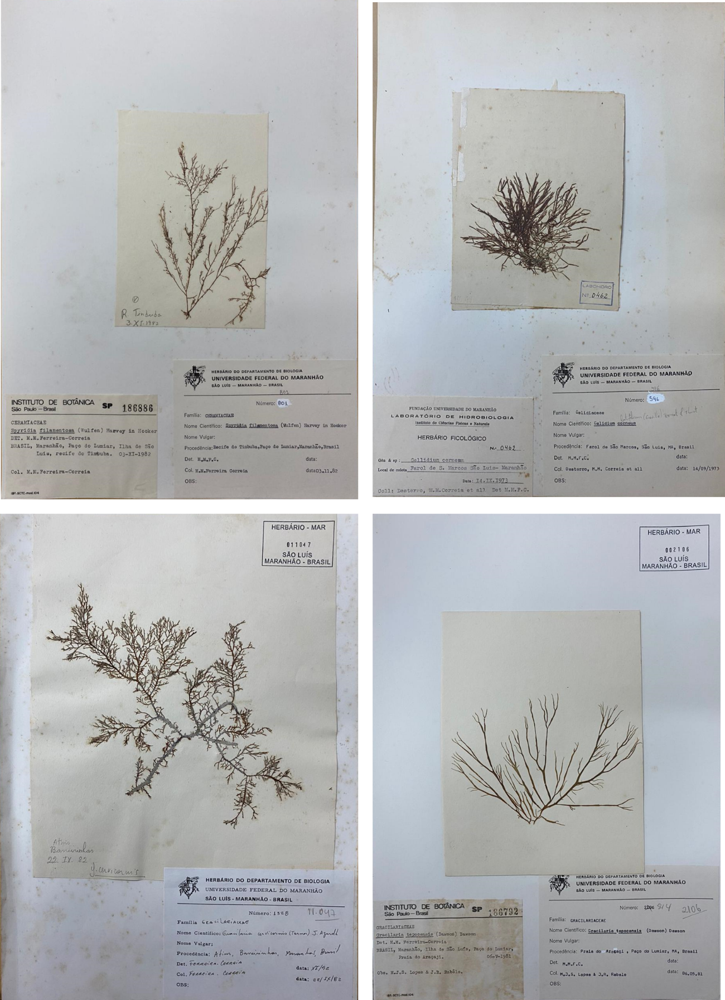 R. Timbuba
3.XI.1982
INSTITUTO DE BOTÂNICA SP 186886
São Paulo — Brasil
CERAMIACEAE
Spyridia filamentosa (Wulfen) Harvey in Hooker
DET. M.M.Ferreira-Correia
BRASIL, Maranhão, Paço do Lumiar, Ilha de São
Luis, recife do Timbuba. 03-XI-1982
Col. M.M.Ferreira-Correia
IBT-SCTC-mod.104
HERBÁRIO DO DEPARTAMENTO DE BIOLOGIA
UNIVERSIDADE FEDERAL DO MARANHÃO
SÃO LUÍS — MARANHÃO — BRASIL
801
Número: 801
Família: CERAMIACEAE
Nome Científico: Spyridia filamentosa (Wulfen) Harvey in Hooker
Nome Vulgar:
Procedência: Recife do Timbuba, Paço do Lumiar, Maranhão, Brasil
Det. M.M.F.C. data:
Col. M.M.Ferreira Correia data: 03.11.82
OBS:
LABOHIDRO
Nº. 0462
FUNDAÇÃO UNIVERSIDADE DO MARANHÃO
LABORATÓRIO DE HIDROBIOLOGIA
Instituto de Ciências Físicas e Naturais
HERBÁRIO FICOLÓGICO
N.º 0462
Gên & sp: Gellidium corneum
Local de coleta Farol de S. Marcos São Luis- Maranhão
Data: 14.IX.1973
Coll: Desterro, M.M.Correia et all Det M.M.F.C.
HERBÁRIO DO DEPARTAMENTO DE BIOLOGIA
UNIVERSIDADE FEDERAL DO MARANHÃO
SÃO LUÍS — MARANHÃO — BRASIL
596
Número: 596
Família: Gelidiaceae
Nome Científico: Gelidium corneum
Nome Vulgar:
Procedência: Farol de São Marcos, São Luis, MA, Brasil
Det. M.M.F.C. data:
Col. Desterro, M.M. Correia et all data: 14/09/1973
OBS:
HERBÁRIO - MAR
011047
SÃO LUÍS
MARANHÃO - BRASIL
Atins
Barreirinhas
22. IX. 82
G. cervicornis
HERBÁRIO DO DEPARTAMENTO DE BIOLOGIA
UNIVERSIDADE FEDERAL DO MARANHÃO
SÃO LUÍS - MARANHÃO - BRASIL
Número: 1328 11.047
Família GRACILARIACEAE
Nome Científico: Gracilaria cervicornis (Turner) J. Agardh
Nome Vulgar;
Procedência: Atins, Barreirinhas, Maranhão, Brasil
Det. FERREIRA-CORREIA data: XI/92
Col. FERREIRA-CORREIA data: 22/IX/82
OBS:
HERBÁRIO - MAR
002106
SÃO LUÍS
MARANHÃO - BRASIL
INSTITUTO DE BOTÂNICA SP 186792
São Paulo — Brasil
GRACILARIACEAE
Gracilaria tepocensis (Dawson) Dawson
Det. M.M. Ferreira-Correia
BRASIL, Maranhão, Ilha de São Luís, Paço do Lumiar,
Praia do Araçaji. 06-V-1981
Obs. M.J.S. Lopes & J.R. Rabêlo.
IBT-SCTC-mod.104
HERBÁRIO DO DEPARTAMENTO DE BIOLOGIA
UNIVERSIDADE FEDERAL DO MARANHÃO
SÃO LUÍS — MARANHÃO — BRASIL
Número: 2106 814 2106
Família: GRACILARIACEAE
Nome Científico: Gracilaria tepocensis (Dawson) Dawson
Nome Vulgar:
Procedência: Praia do Araçagi, Paço do Lumiar, MA, Brasil
Det. M.M.F.C. data:
Col. M.J.S. Lopes & J.R. Rabelo data: 06.05.81
OBS: